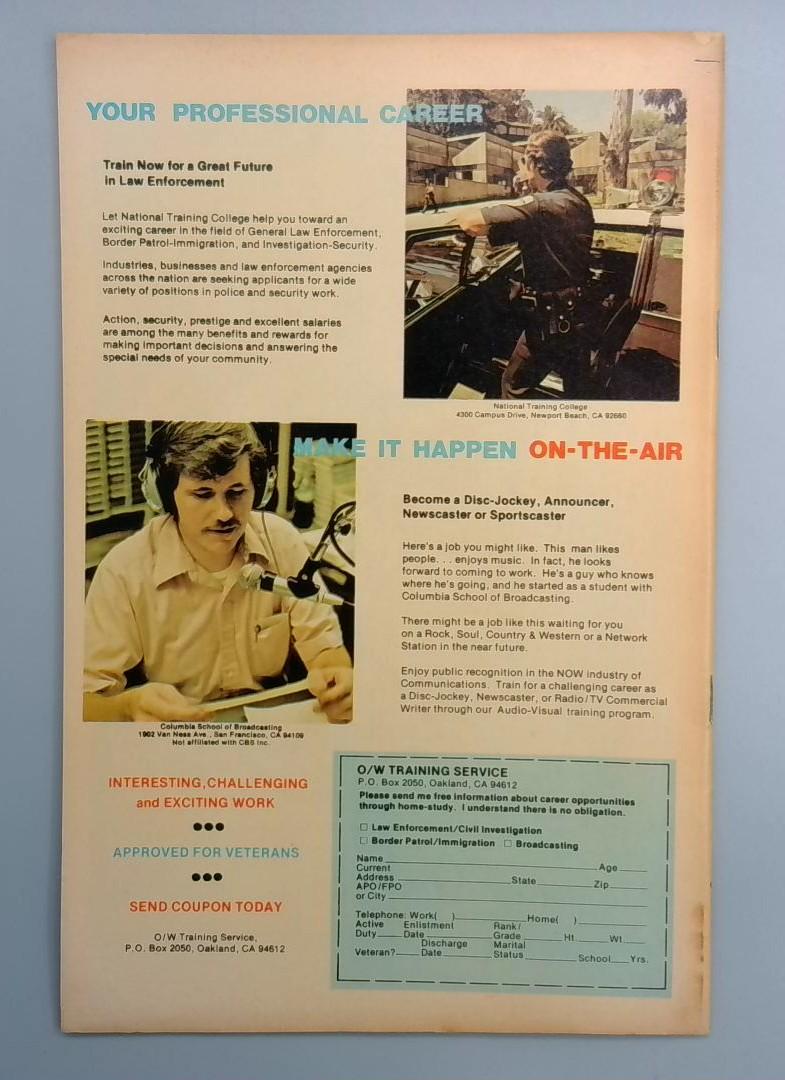 YOUR PROFESSIONAL CAREER
Train Now for a Great Future
in Law Enforcement
Let National Training College help you toward an
exciting career in the field of General Law Enforcement,
Border Patrol-Immigration, and Investigation-Security.
Industries, businesses and law enforcement agencies
across the nation are seeking applicants for a wide
variety of positions in police and security work.
Action, security, prestige and excellent salaries
are among the many benefits and rewards for
making important decisions and answering the
special needs of your community.
National Training College
4300 Campus Drive, Newport Beach, CA 92660
MAKE IT HAPPEN ON-THE-AIR
Become a Disc-Jockey, Announcer,
Newscaster or Sportscaster
Here's a job you might like. This man likes
people. . . enjoys music. In fact, he looks
forward to coming to work. He's a guy who knows
where he's going, and he started as a student with
Columbia School of Broadcasting.
There might be a job like this waiting for you
on a Rock, Soul, Country & Western or a Network
Station in the near future.
Enjoy public recognition in the NOW industry of
Communications. Train for a challenging career as
a Disc-Jockey, Newscaster, or Radio/TV Commercial
Writer through our Audio-Visual training program.
Columbia School of Broadcasting
1902 Van Ness Ave., San Francisco, CA 94109
Not affiliated with CBS Inc.
INTERESTING, CHALLENGING
and EXCITING WORK
APPROVED FOR VETERANS
SEND COUPON TODAY
O/W Training Service,
P.O. Box 2050, Oakland, CA 94612
O/W TRAINING SERVICE
P.O. Box 2050, Oakland, CA 94612
Please send me free information about career opportunities
through home-study. I understand there is no obligation.
☐ Law Enforcement/Civil Investigation
☐ Border Patrol/Immigration ☐ Broadcasting
Name Age
Current
Address State Zip
APO/FPO
or City
Telephone: Work( ) Home( )
Active Enlistment Rank/
Duty Date Grade Ht. Wt.
Discharge Marital
Veteran? Date Status School Yrs.